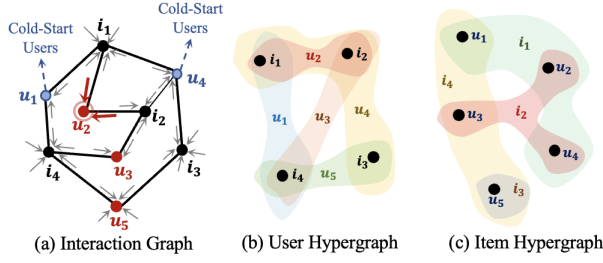 Cold-Start
Users
Cold-Start
Users
i₁
u₁
u₄
u₂
i₂
i₄
u₃
i₃
u₅
(a) Interaction Graph
i₁
u₂
i₂
u₁
u₃
u₄
i₄
u₅
i₃
(b) User Hypergraph
u₁
i₁
i₄
u₂
u₃
i₂
u₄
u₅
i₃
(c) Item Hypergraph